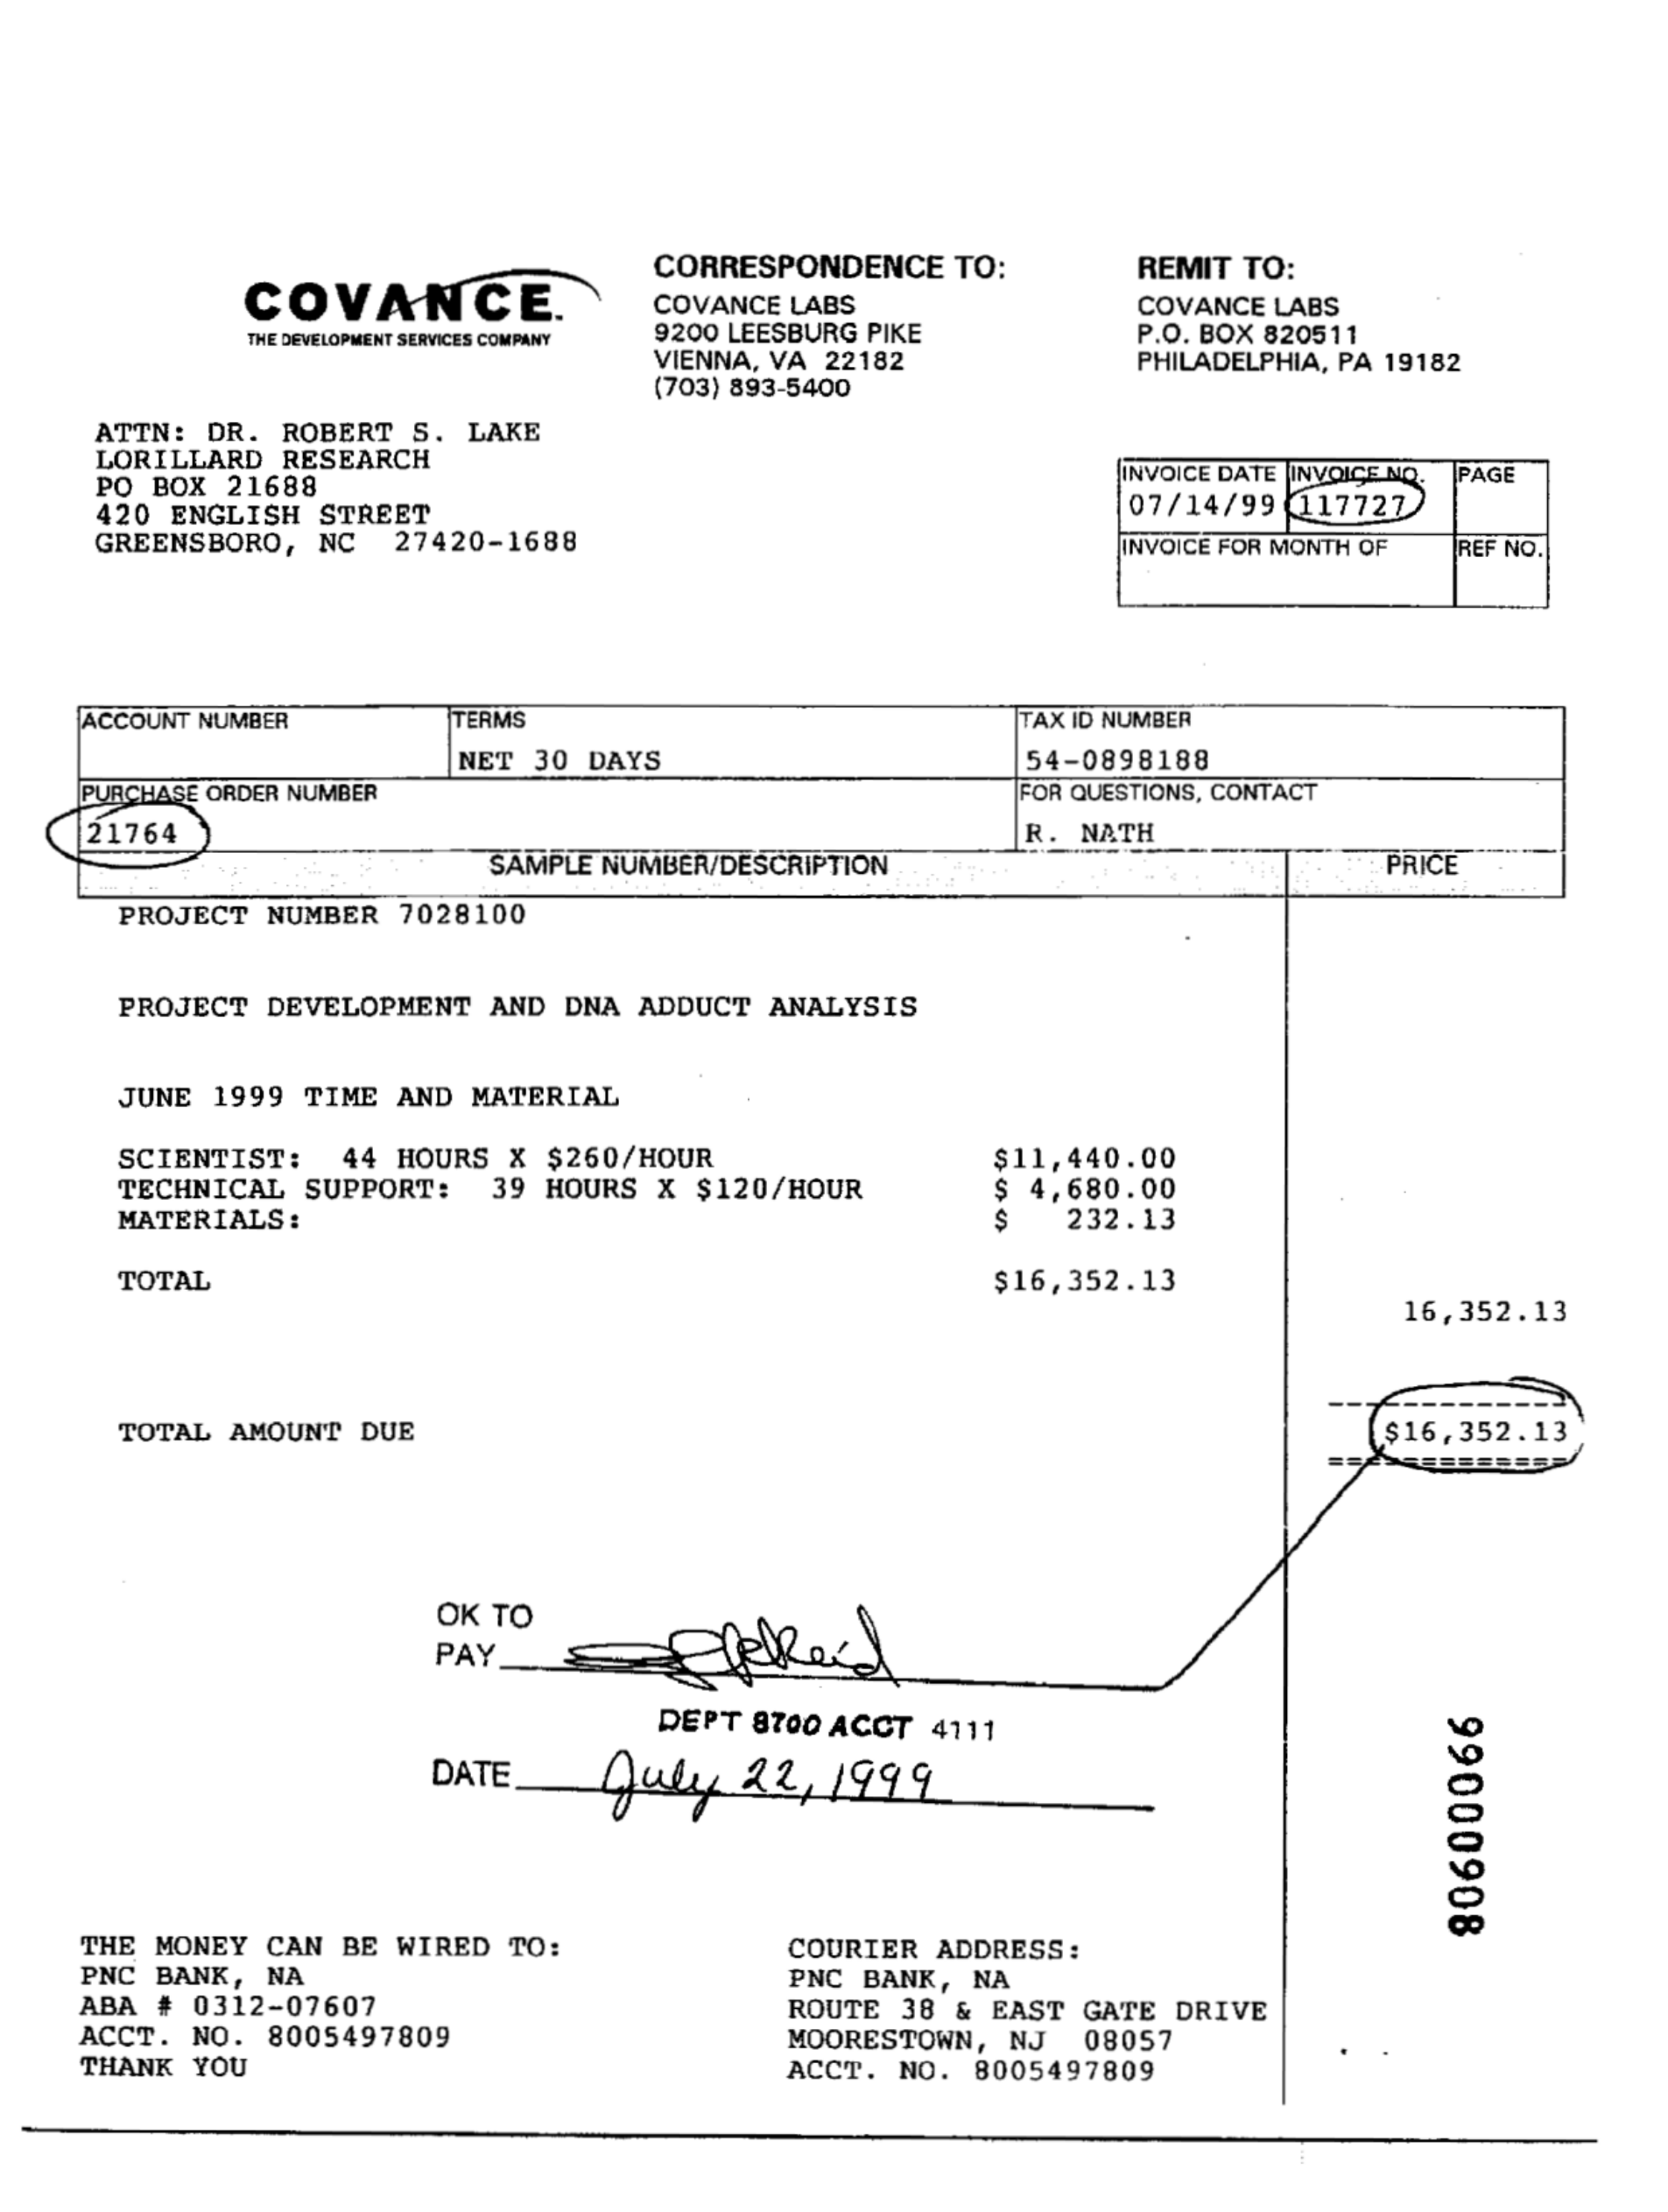 COVANCE.
THE DEVELOPMENT SERVICES COMPANY
CORRESPONDENCE TO:
COVANCE LABS
9200 LEESBURG PIKE
VIENNA, VA 22182
(703) 893-5400
REMIT TO:
COVANCE LABS
P.O. BOX 820511
PHILADELPHIA, PA 19182
ATTN: DR. ROBERT S. LAKE
LORILLARD RESEARCH
PO BOX 21688
420 ENGLISH STREET
GREENSBORO, NC 27420-1688
INVOICE DATE INVOICE NO. PAGE
07/14/99 117727
INVOICE FOR MONTH OF REF NO.
ACCOUNT NUMBER TERMS TAX ID NUMBER
NET 30 DAYS 54-0898188
PURCHASE ORDER NUMBER FOR QUESTIONS, CONTACT
21764 R. NATH
SAMPLE NUMBER/DESCRIPTION PRICE
PROJECT NUMBER 7028100
PROJECT DEVELOPMENT AND DNA ADDUCT ANALYSIS
JUNE 1999 TIME AND MATERIAL
SCIENTIST: 44 HOURS X $260/HOUR $11,440.00
TECHNICAL SUPPORT: 39 HOURS X $120/HOUR $ 4,680.00
MATERIALS: $ 232.13
TOTAL $16,352.13
16,352.13
TOTAL AMOUNT DUE $16,352.13
OK TO
PAY
DEPT 8700 ACCT 4111
DATE July 22, 1999
99000908
THE MONEY CAN BE WIRED TO:
PNC BANK, NA
ABA # 0312-07607
ACCT. NO. 8005497809
THANK YOU
COURIER ADDRESS:
PNC BANK, NA
ROUTE 38 & EAST GATE DRIVE
MOORESTOWN, NJ 08057
ACCT. NO. 8005497809